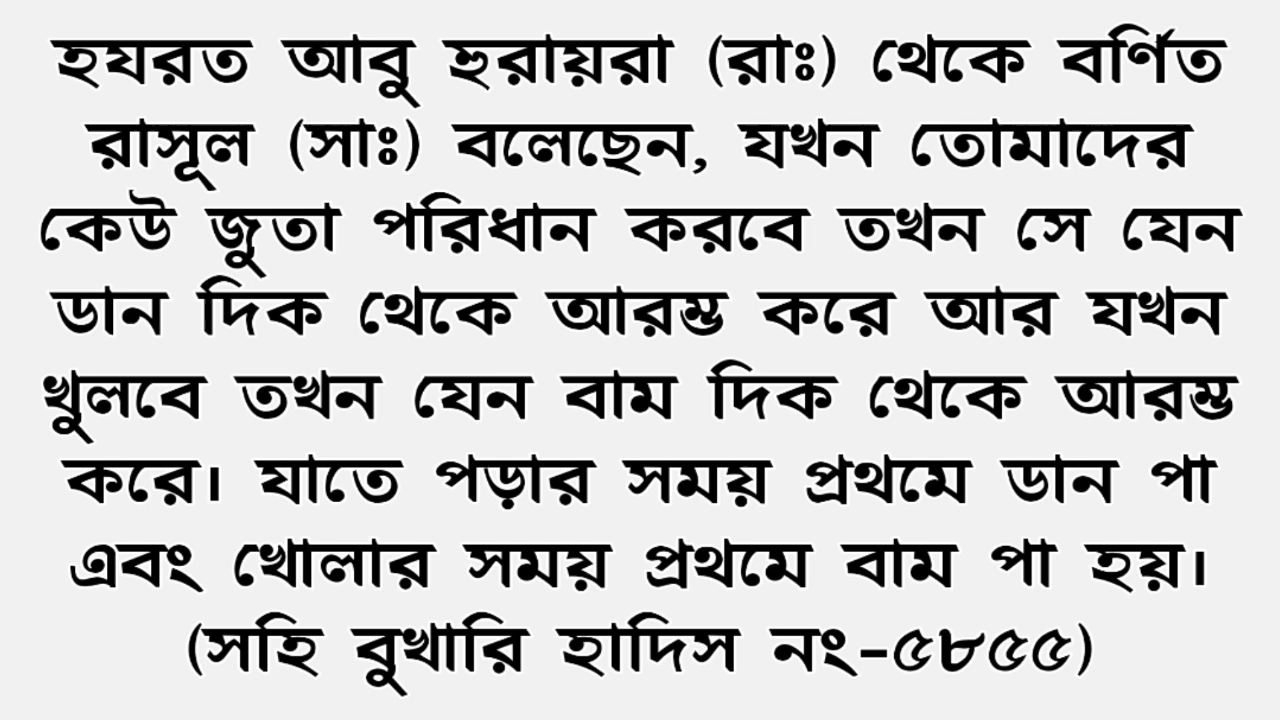 হযরত আবু হুরায়রা (রাঃ) থেকে বর্ণিত
রাসূল (সাঃ) বলেছেন, যখন তোমাদের
কেউ জুতা পরিধান করবে তখন সে যেন
ডান দিক থেকে আরম্ভ করে আর যখন
খুলবে তখন যেন বাম দিক থেকে আরম্ভ
করে। যাতে পড়ার সময় প্রথমে ডান পা
এবং খোলার সময় প্রথমে বাম পা হয়।
(সহি বুখারি হাদিস নং-৫৮৫৫)